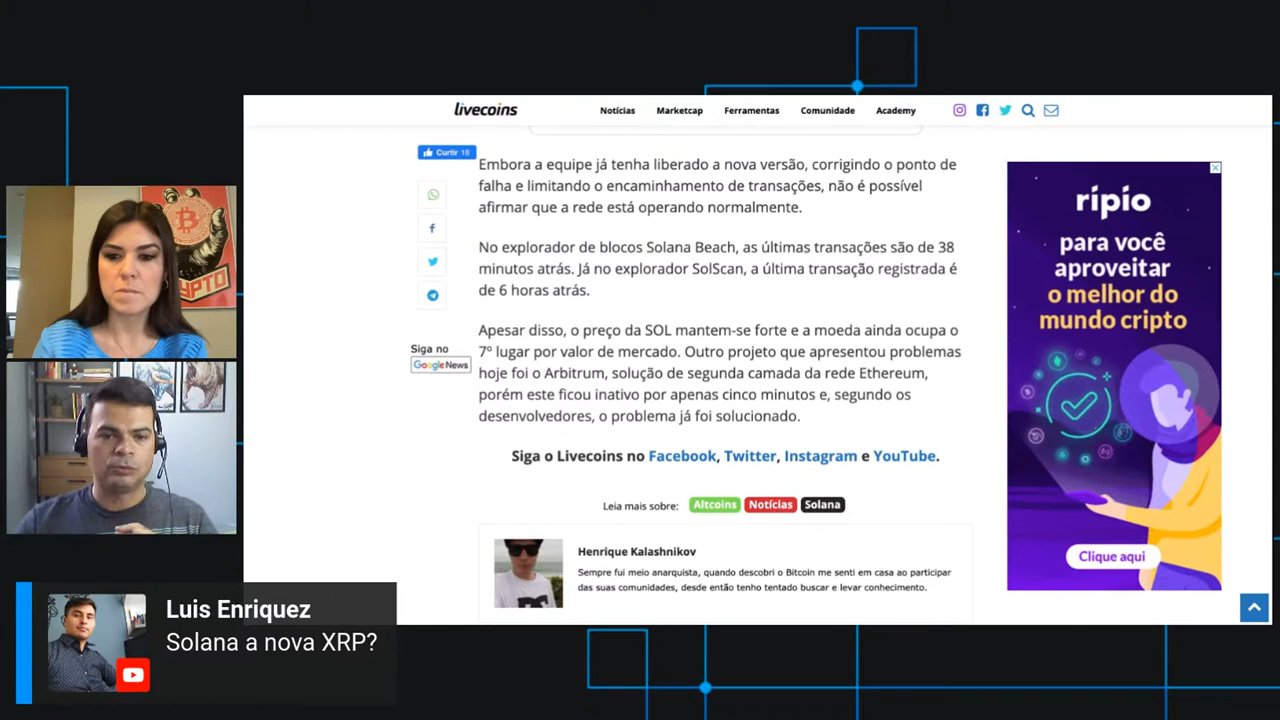 livecoins
Notícias Marketcap Ferramentas Comunidade Academy
Curtir 18
Embora a equipe já tenha liberado a nova versão, corrigindo o ponto de
falha e limitando o encaminhamento de transações, não é possível
afirmar que a rede está operando normalmente.
No explorador de blocos Solana Beach, as últimas transações são de 38
minutos atrás. Já no explorador SolScan, a última transação registrada é
de 6 horas atrás.
Apesar disso, o preço da SOL mantem-se forte e a moeda ainda ocupa o
7º lugar por valor de mercado. Outro projeto que apresentou problemas
hoje foi o Arbitrum, solução de segunda camada da rede Ethereum,
porém este ficou inativo por apenas cinco minutos e, segundo os
desenvolvedores, o problema já foi solucionado.
Siga no
Google News
Siga o Livecoins no Facebook, Twitter, Instagram e YouTube.
Leia mais sobre: Altcoins Notícias Solana
Henrique Kalashnikov
Sempre fui meio anarquista, quando descobri o Bitcoin me senti em casa ao participar
das suas comunidades, desde então tenho tentado buscar e levar conhecimento.
ripio
para você
aproveitar
o melhor do
mundo cripto
Clique aqui
Luis Enriquez
Solana a nova XRP?